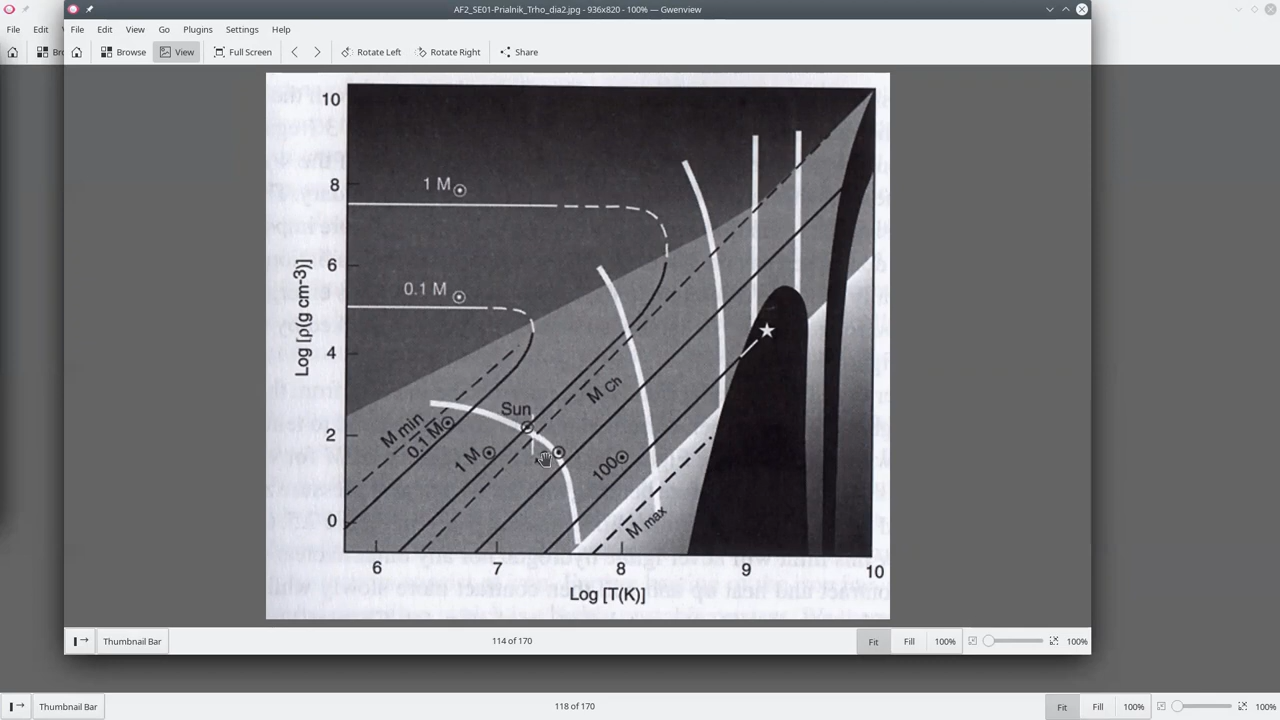 AF2_SE01-Prialnik_Trho_dia2.jpg - 936x820 - 100% — Gwenview
File Edit
File Edit View Go Plugins Settings Help
Browse View Full Screen Rotate Left Rotate Right Share
10
8
6
4
2
0
Log [ρ(g cm-3)]
1 M⊙
0.1 M⊙
Sun
M min
0.1 M⊙
1 M⊙
M Ch
100⊙
M max
6 7 8 9 10
Log [T(K)]
Thumbnail Bar 114 of 170 Fit Fill 100% 100%
Thumbnail Bar 118 of 170 Fit Fill 100% 100%